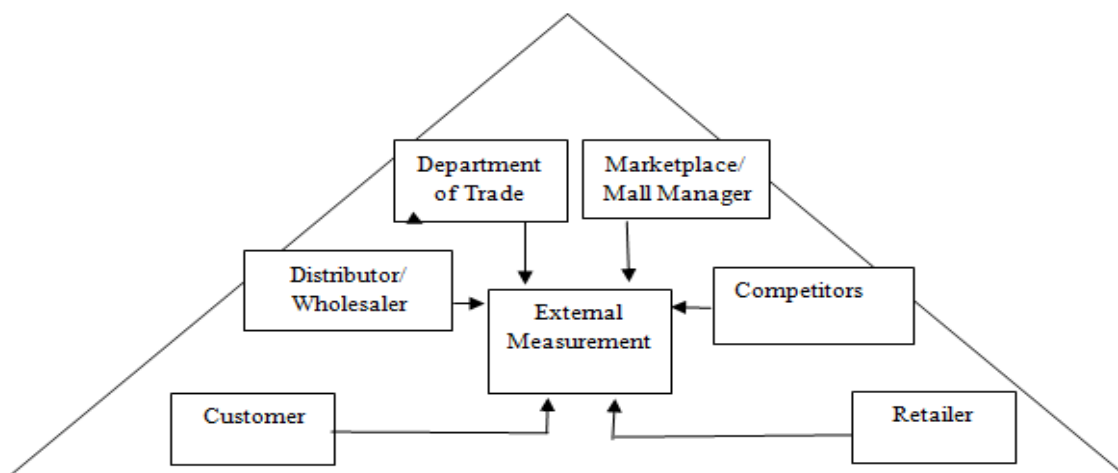 Department
of Trade
Marketplace/
Mall Manager
Distributor/
Wholesaler
External
Measurement
Competitors
Customer
Retailer